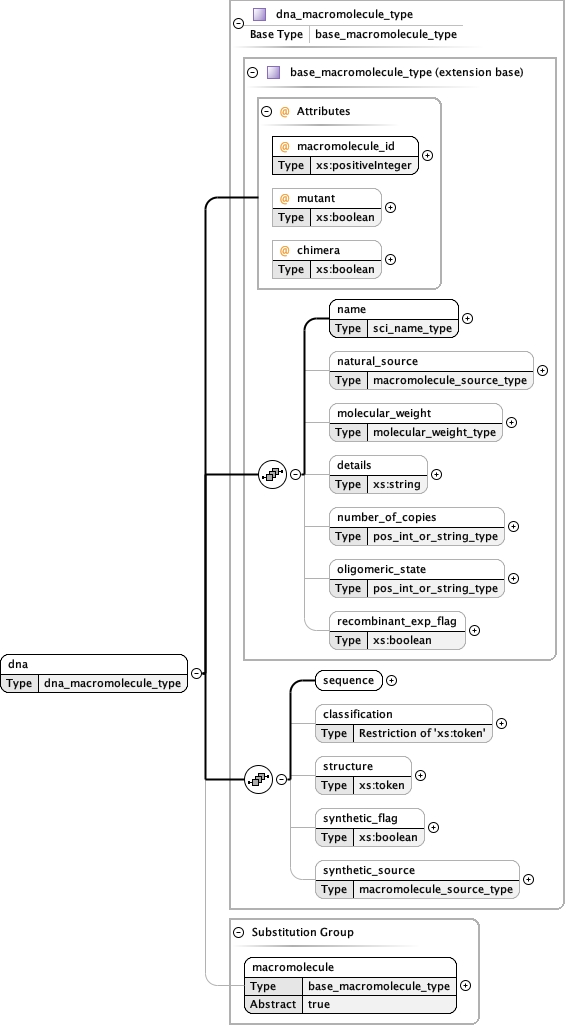 dna_macromolecule_type
Base Type base_macromolecule_type
base_macromolecule_type (extension base)
@ Attributes
@ macromolecule_id
Type xs:positiveInteger
@ mutant
Type xs:boolean
@ chimera
Type xs:boolean
name
Type sci_name_type
natural_source
Type macromolecule_source_type
molecular_weight
Type molecular_weight_type
details
Type xs:string
number_of_copies
Type pos_int_or_string_type
oligomeric_state
Type pos_int_or_string_type
recombinant_exp_flag
Type xs:boolean
dna
Type dna_macromolecule_type
sequence
classification
Type Restriction of 'xs:token'
structure
Type xs:token
synthetic_flag
Type xs:boolean
synthetic_source
Type macromolecule_source_type
Substitution Group
macromolecule
Type base_macromolecule_type
Abstract true